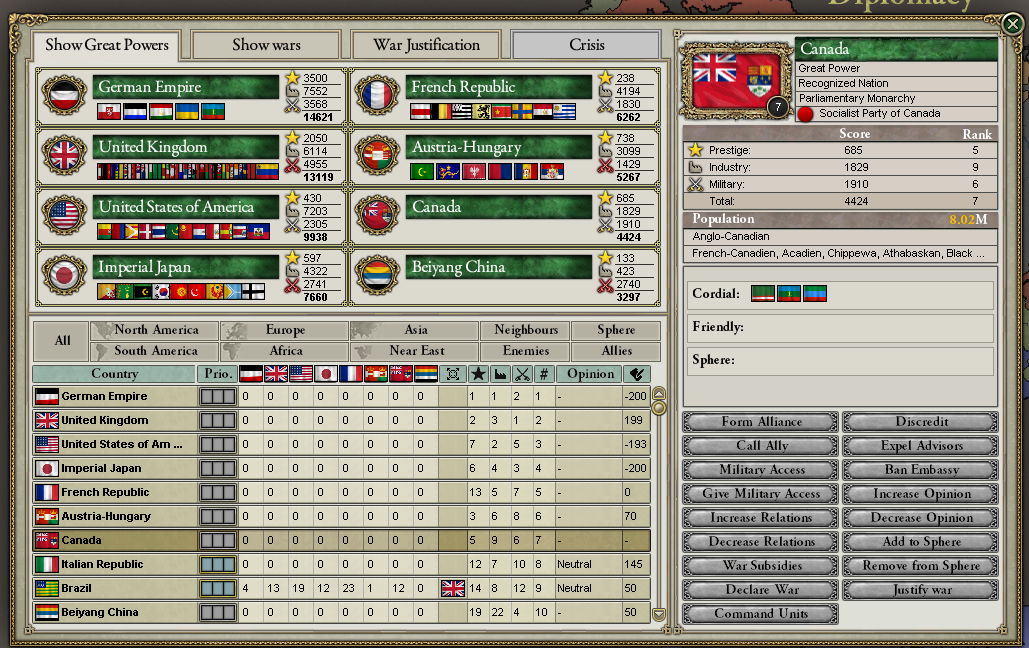 Diplomacy
Show Great Powers
Show wars
War Justification
Crisis
German Empire
3500
7552
3568
14621
French Republic
238
4194
1830
6262
United Kingdom
2050
6114
4955
13119
Austria-Hungary
738
3099
1429
5267
United States of America
430
7203
2305
9938
Canada
685
1829
1910
4424
Imperial Japan
597
4322
2741
7660
Beiyang China
133
423
2740
3297
All
North America
Europe
Asia
Neighbours
Sphere
South America
Africa
Near East
Enemies
Allies
Country Prio. # Opinion
German Empire 0 0 0 0 0 0 0 0 1 1 2 1 - -200
United Kingdom 0 0 0 0 0 0 0 0 2 3 1 2 - 199
United States of Am ... 0 0 0 0 0 0 0 0 7 2 5 3 - -193
Imperial Japan 0 0 0 0 0 0 0 0 6 4 3 4 - -200
French Republic 0 0 0 0 0 0 0 0 13 5 7 5 - 0
Austria-Hungary 0 0 0 0 0 0 0 0 3 6 8 6 - 70
Canada 0 0 0 0 0 0 0 0 5 9 6 7 - -
Italian Republic 0 0 0 0 0 0 0 0 12 7 10 8 Neutral 145
Brazil 4 13 19 12 23 1 12 0 14 8 12 9 Neutral 50
Beiyang China 0 0 0 0 0 0 0 0 19 22 4 10 - 50
7
Canada
Great Power
Recognized Nation
Parliamentary Monarchy
Socialist Party of Canada
Score Rank
Prestige: 685 5
Industry: 1829 9
Military: 1910 6
Total: 4424 7
Population 8.02M
Anglo-Canadian
French-Canadien, Acadien, Chippewa, Athabaskan, Black ...
Cordial:
Friendly:
Sphere:
Form Alliance Discredit
Call Ally Expel Advisors
Military Access Ban Embassy
Give Military Access Increase Opinion
Increase Relations Decrease Opinion
Decrease Relations Add to Sphere
War Subsidies Remove from Sphere
Declare War Justify war
Command Units